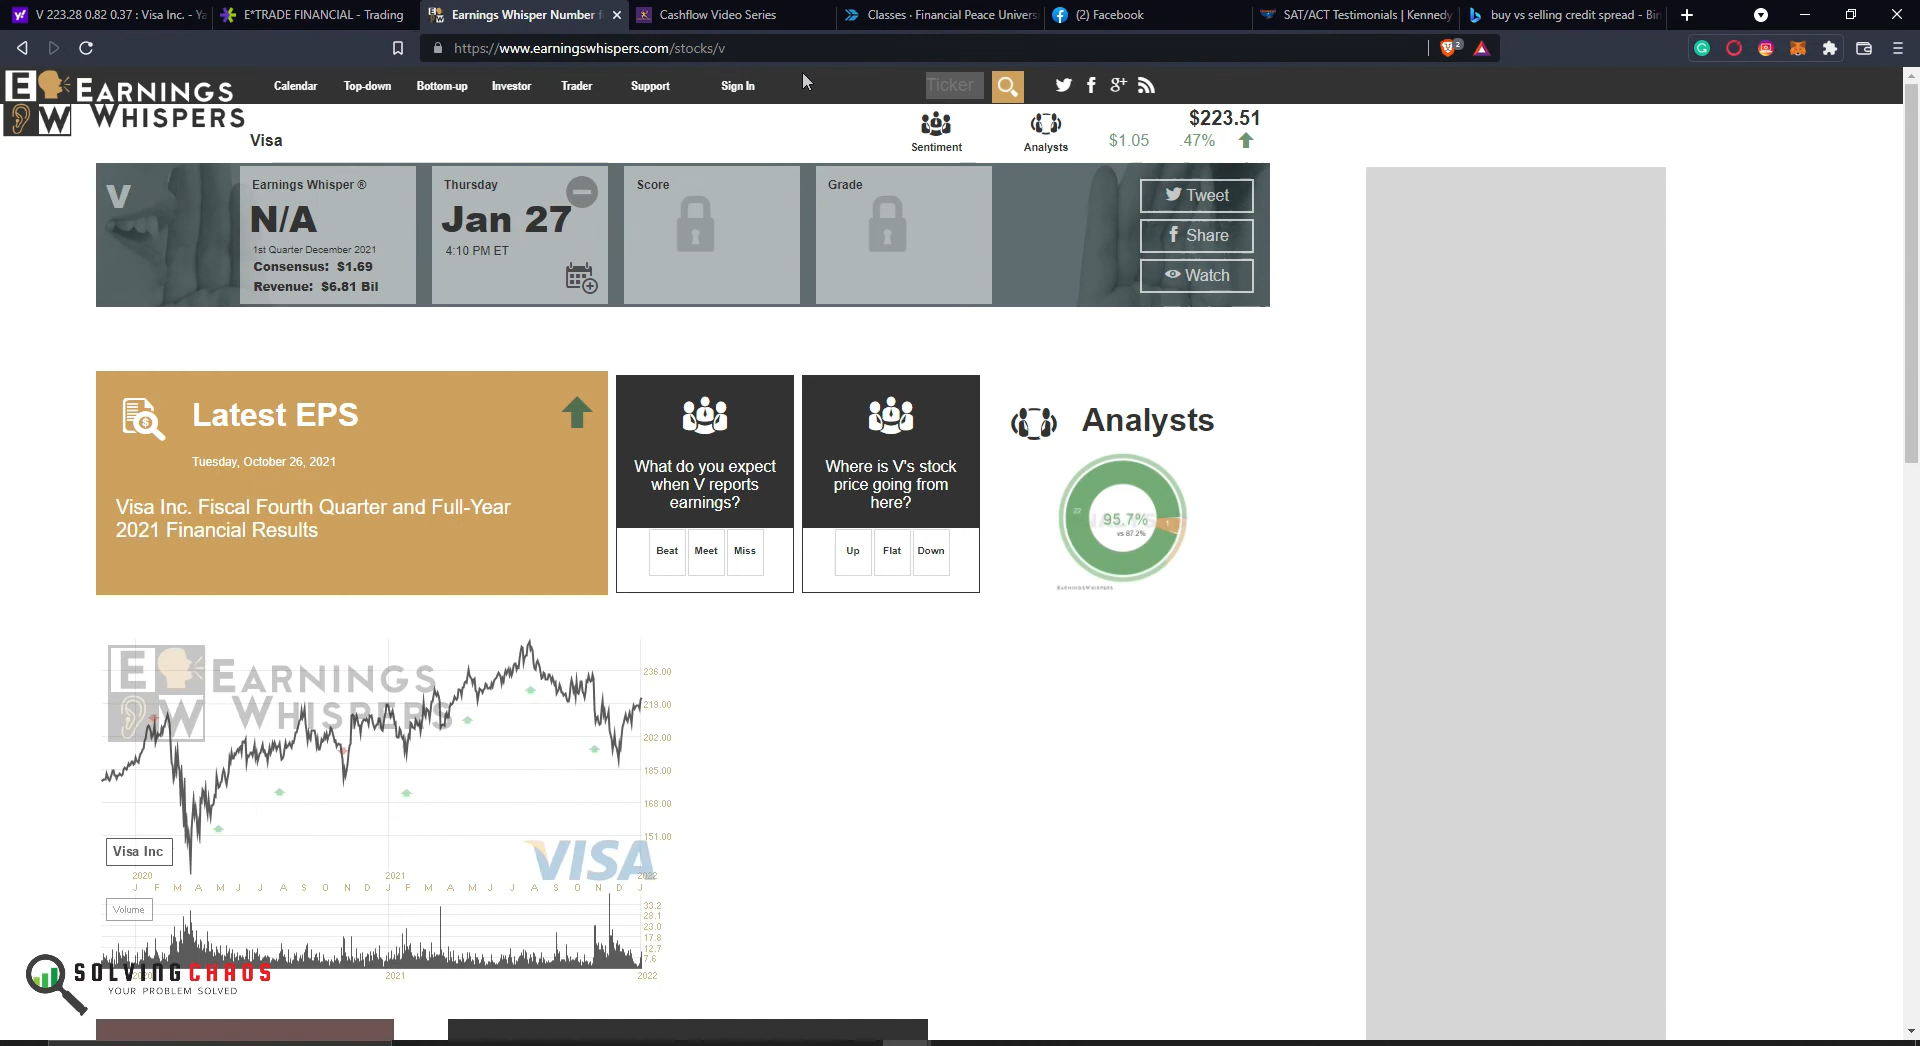 V 223.28 0.82 0.37 : Visa Inc. - Ya
E*TRADE FINANCIAL - Trading
Earnings Whisper Number f
Cashflow Video Series
Classes · Financial Peace Univers
(2) Facebook
SAT/ACT Testimonials | Kennedy
buy vs selling credit spread - Bin
https://www.earningswhispers.com/stocks/v
2
EARNINGS
WHISPERS
Calendar Top-down Bottom-up Investor Trader Support Sign In
Ticker
Visa
Sentiment
Analysts
$223.51
$1.05 .47%
V
Earnings Whisper ®
N/A
1st Quarter December 2021
Consensus: $1.69
Revenue: $6.81 Bil
Thursday
Jan 27
4:10 PM ET
Score
Grade
Tweet
Share
Watch
Latest EPS
Tuesday, October 26, 2021
Visa Inc. Fiscal Fourth Quarter and Full-Year
2021 Financial Results
What do you expect
when V reports
earnings?
Beat Meet Miss
Where is V's stock
price going from
here?
Up Flat Down
Analysts
22
95.7%
vs 87.2%
1
EARNINGSWHISPERS
E W
EARNINGS
WHISPERS
236.00
219.00
202.00
185.00
168.00
151.00
Visa Inc
VISA
2020 2021 2022
J F M A M J J A S O N D J F M A M J J A S O N D J
Volume
33.2
28.1
23.0
17.8
12.7
7.6
2020 2021 2022
SOLVING CHAOS
YOUR PROBLEM SOLVED